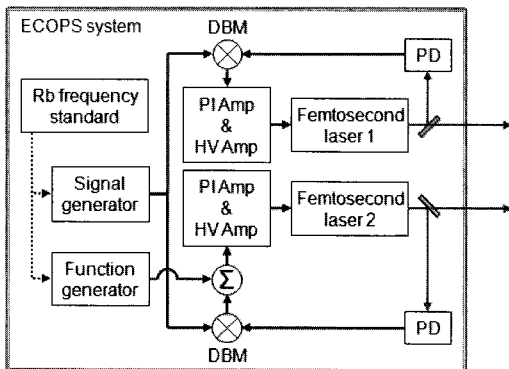 ECOPS system
DBM
PD
Rb frequency
standard
PI Amp
&
HV Amp
Femtosecond
laser 1
Signal
generator
PI Amp
&
HV Amp
Femtosecond
laser 2
Function
generator
Σ
DBM
PD